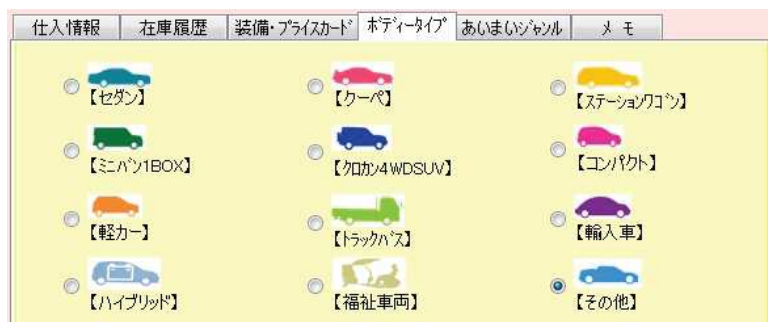 仕入情報 在庫履歴 装備・プライスカード ボディータイプ あいまいジャンル メモ
【セダン】 【クーペ】 【ステーションワゴン】
【ミニバン1BOX】 【クロカン4WDSUV】 【コンパクト】
【軽カー】 【トラックバス】 【輸入車】
【ハイブリッド】 【福祉車両】 【その他】